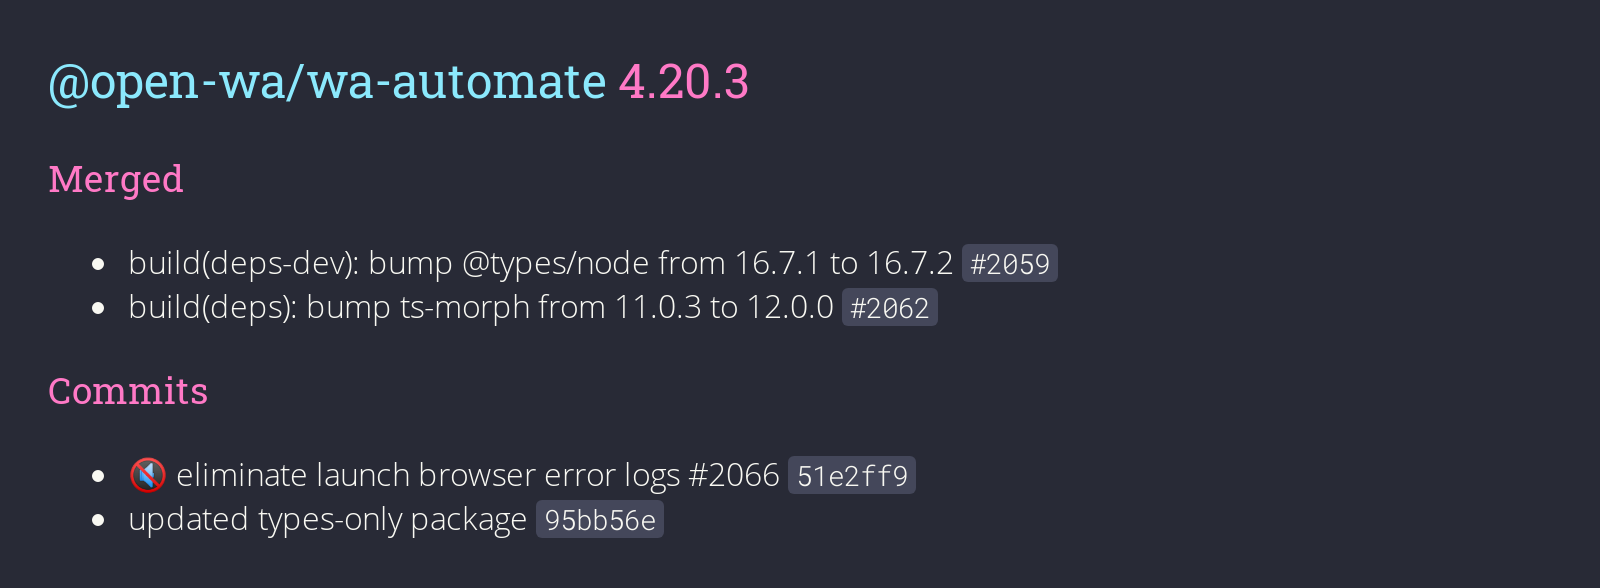 @open-wa/wa-automate 4.20.3
Merged
build(deps-dev): bump @types/node from 16.7.1 to 16.7.2 #2059
build(deps): bump ts-morph from 11.0.3 to 12.0.0 #2062
Commits
🔇 eliminate launch browser error logs #2066 51e2ff9
updated types-only package 95bb56e